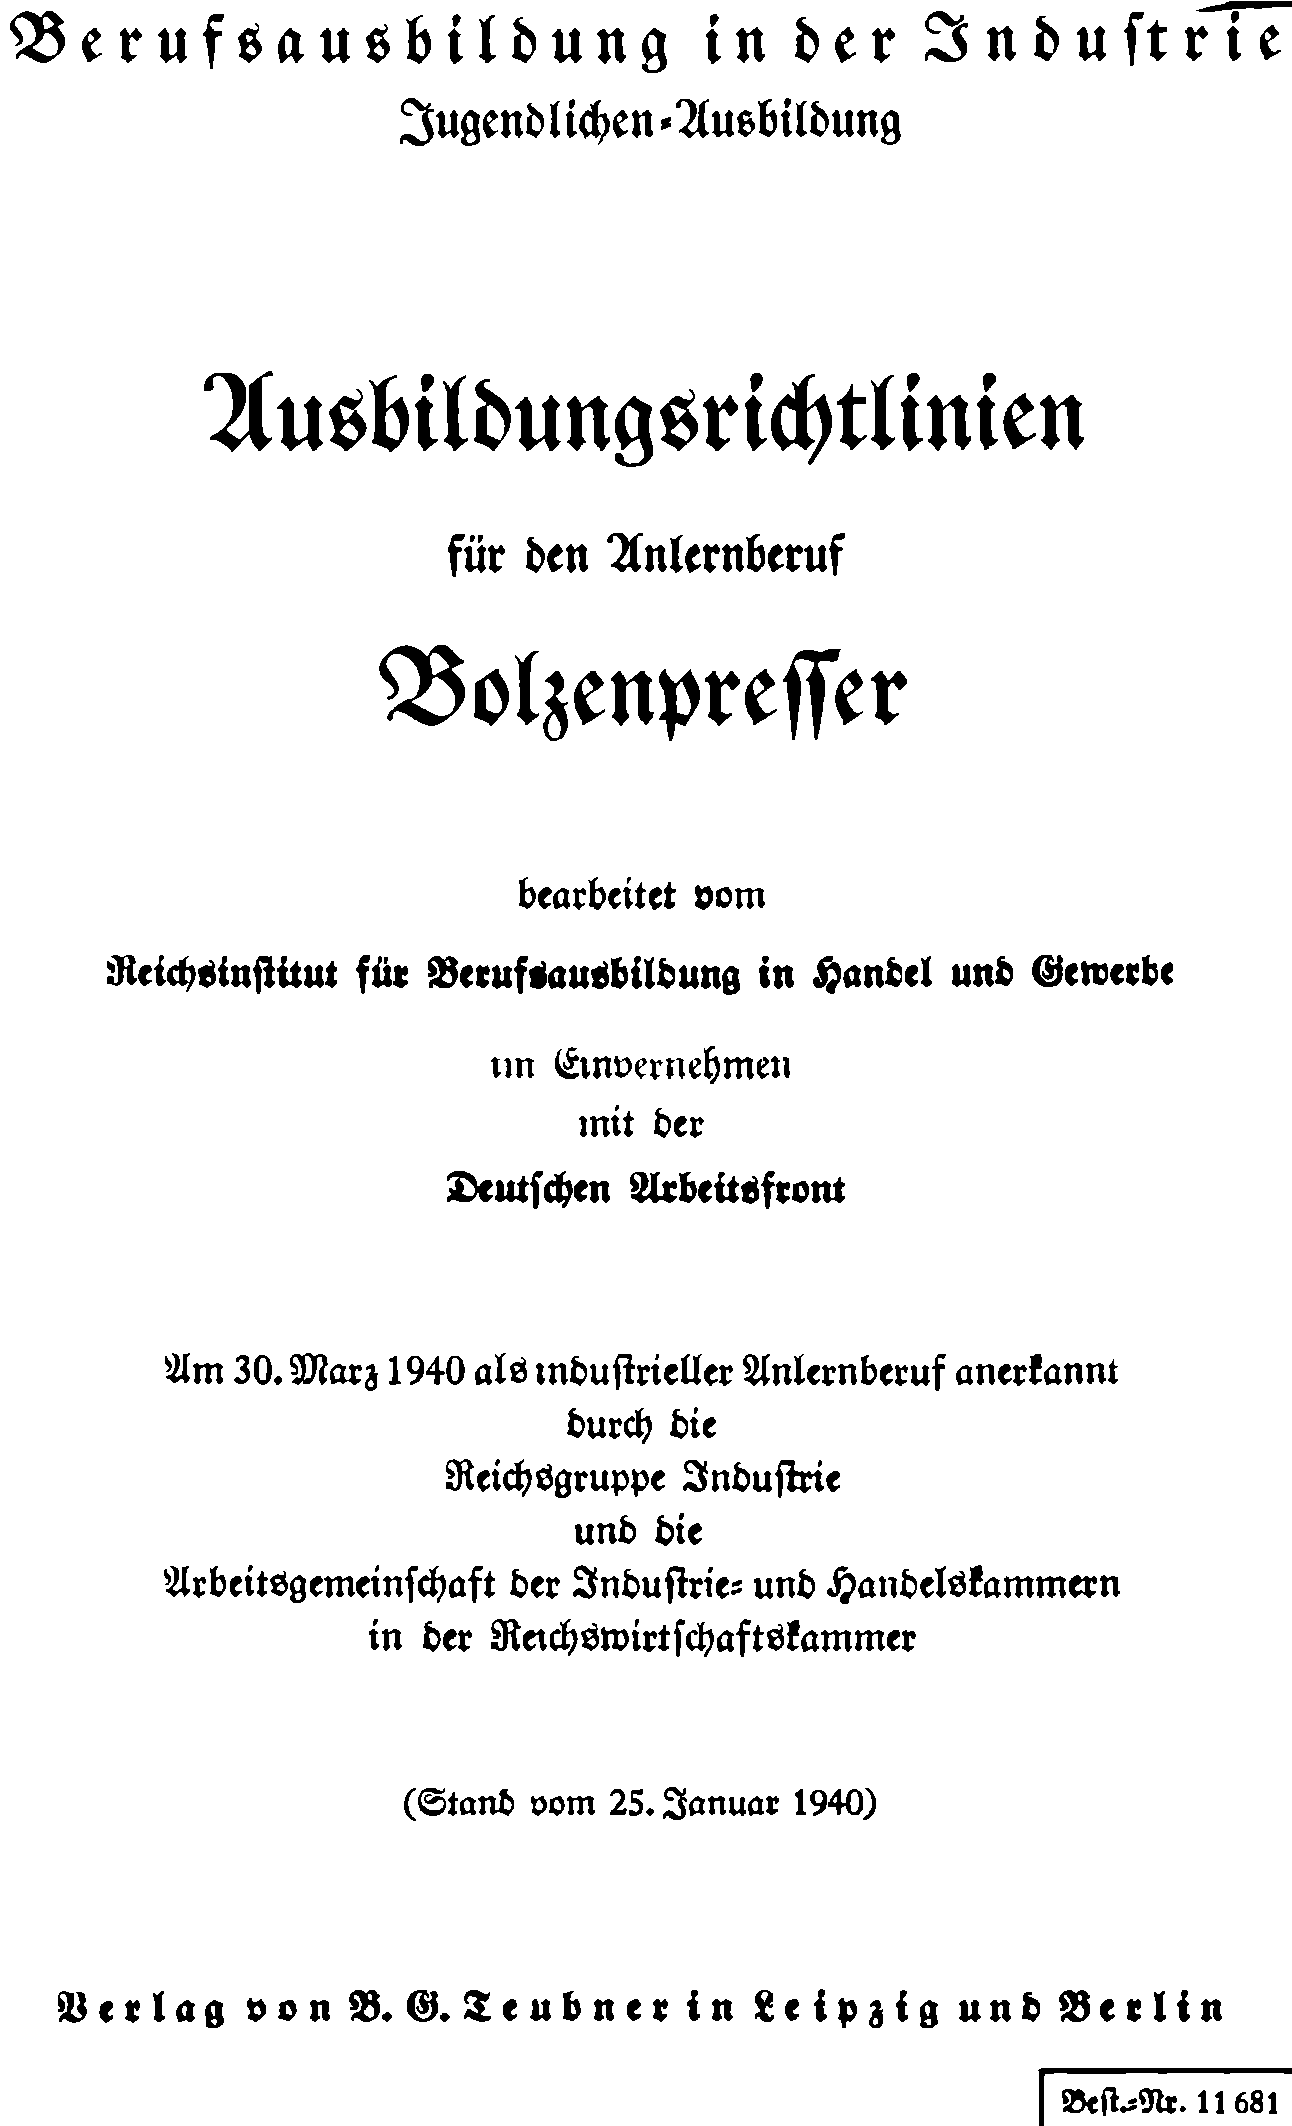 Berufsausbildung in der Industrie
Jugendlichen-Ausbildung
Ausbildungsrichtlinien
für den Anlernberuf
Bolzenpresser
bearbeitet vom
Reichsinstitut für Berufsausbildung in Handel und Gewerbe
im Einvernehmen
mit der
Deutschen Arbeitsfront
Am 30. März 1940 als industrieller Anlernberuf anerkannt
durch die
Reichsgruppe Industrie
und die
Arbeitsgemeinschaft der Industrie- und Handelskammern
in der Reichswirtschaftskammer
(Stand vom 25. Januar 1940)
Verlag von B. G. Teubner in Leipzig und Berlin
Best.-Nr. 11 681